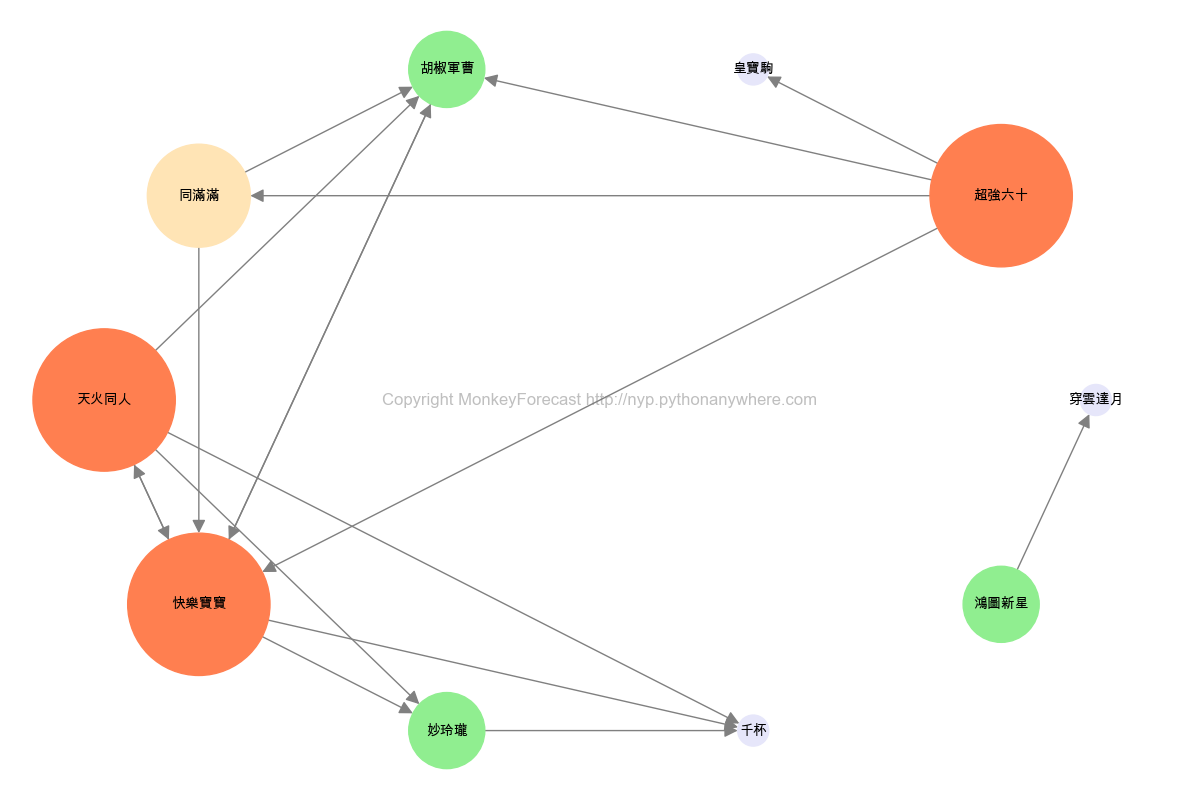 胡椒軍曹
皇寶駒
同滿滿
超強六十
天火同人
Copyright MonkeyForecast http://nyp.pythonanywhere.com
穿雲達月
快樂寶寶
鴻圖新星
妙玲瓏
千杯